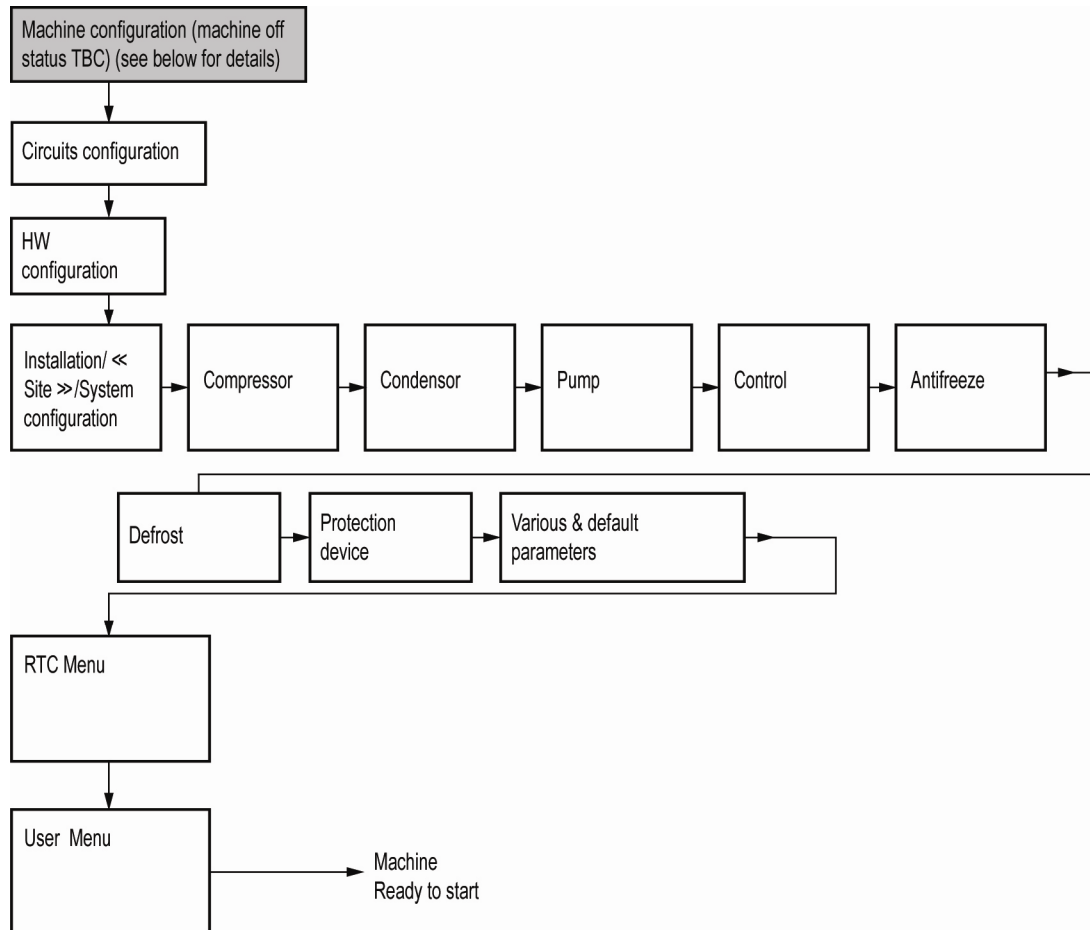 Machine configuration (machine off
status TBC) (see below for details)
Circuits configuration
HW
configuration
Installation/ ≪
Site ≫/System
configuration
Compressor
Condensor
Pump
Control
Antifreeze
Defrost
Protection
device
Various & default
parameters
RTC Menu
User Menu
Machine
Ready to start